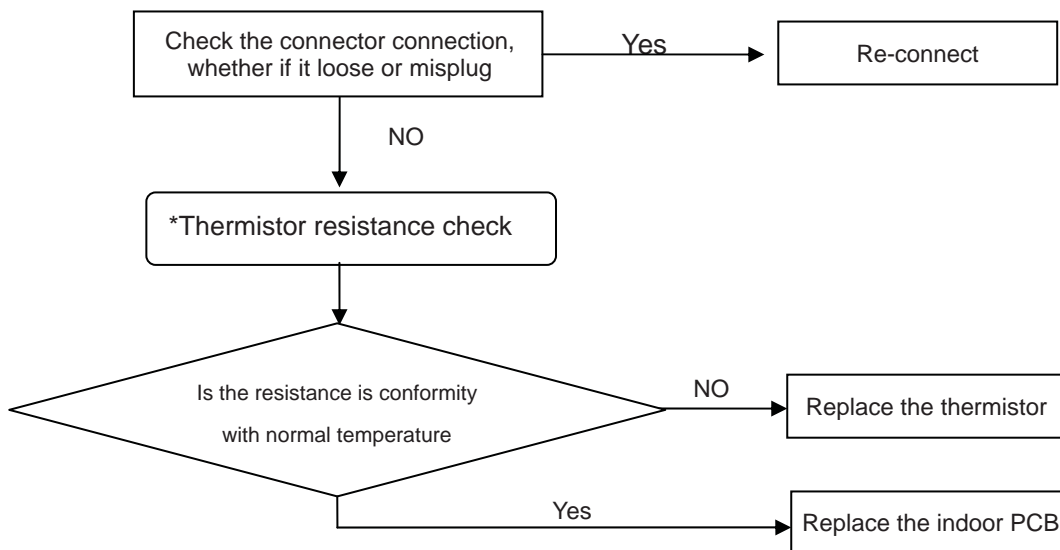 Check the connector connection,
whether if it loose or misplug
Yes
Re-connect
NO
*Thermistor resistance check
Is the resistance is conformity
with normal temperature
NO
Replace the thermistor
Yes
Replace the indoor PCB